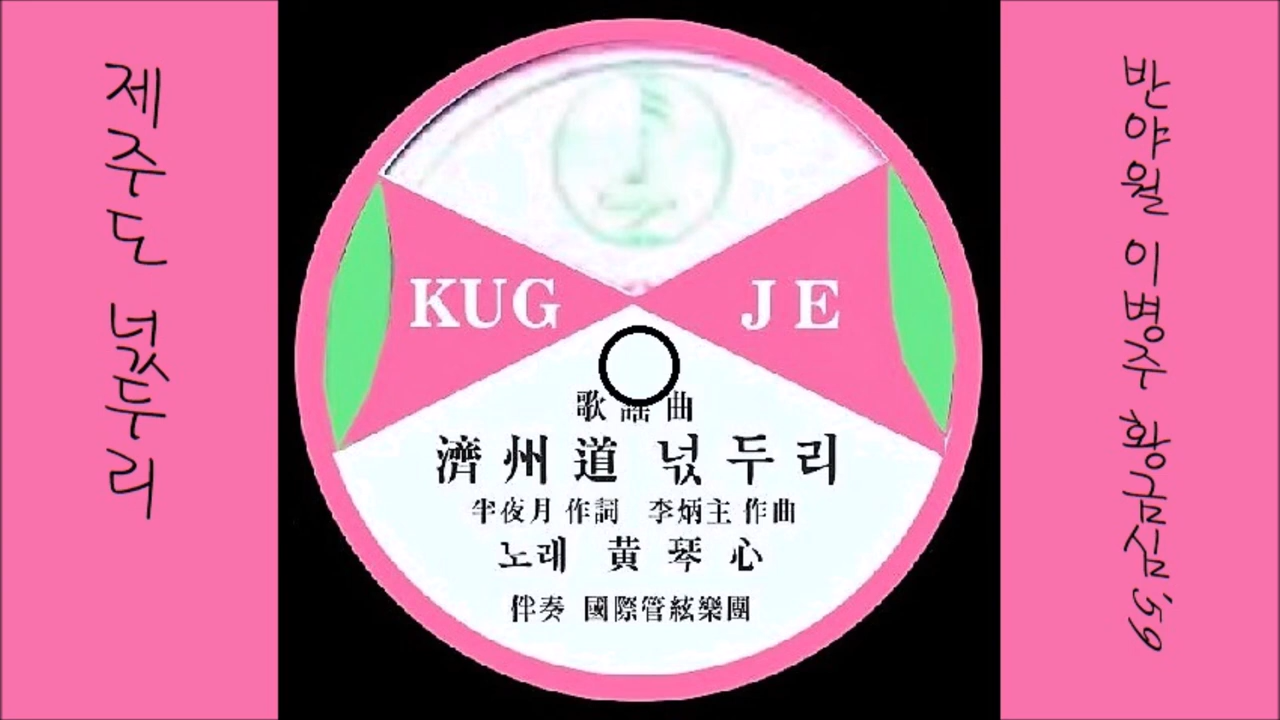 제주도 넋두리
KUG JE
歌謡曲
濟州道 넋두리
半夜月 作詞 李炳主 作曲
노래 黄琴心
伴奏 國際管絃樂團
반야월 이병주 황금심 '59